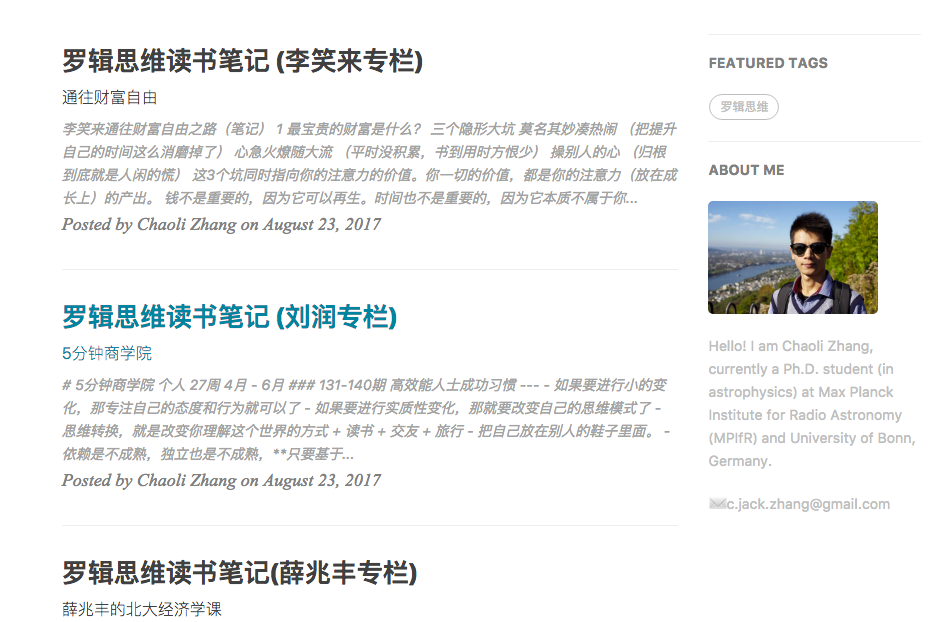 罗辑思维读书笔记 (李笑来专栏)
通往财富自由
李笑来通往财富自由之路（笔记） 1 最宝贵的财富是什么？ 三个隐形大坑 莫名其妙凑热闹 （把提升
自己的时间这么消磨掉了） 心急火燎随大流 （平时没积累，书到用时方恨少） 操别人的心 （归根
到底就是人闲的慌） 这3个坑同时指向你的注意力的价值。你一切的价值，都是你的注意力（放在成
长上）的产出。 钱不是重要的，因为它可以再生。时间也不是重要的，因为它本质不属于你...
Posted by Chaoli Zhang on August 23, 2017
罗辑思维读书笔记 (刘润专栏)
5分钟商学院
# 5分钟商学院 个人 27周 4月 - 6月 ### 131-140期 高效能人士成功习惯 --- - 如果要进行小的变
化，那专注自己的态度和行为就可以了 - 如果要进行实质性变化，那就要改变自己的思维模式了 -
思维转换，就是改变你理解这个世界的方式 + 读书 + 交友 + 旅行 - 把自己放在别人的鞋子里面。 -
依赖是不成熟，独立也是不成熟，**只要基于...
Posted by Chaoli Zhang on August 23, 2017
罗辑思维读书笔记(薛兆丰专栏)
薛兆丰的北大经济学课
FEATURED TAGS
罗辑思维
ABOUT ME
Hello! I am Chaoli Zhang,
currently a Ph.D. student (in
astrophysics) at Max Planck
Institute for Radio Astronomy
(MPIfR) and University of Bonn,
Germany.
c.jack.zhang@gmail.com